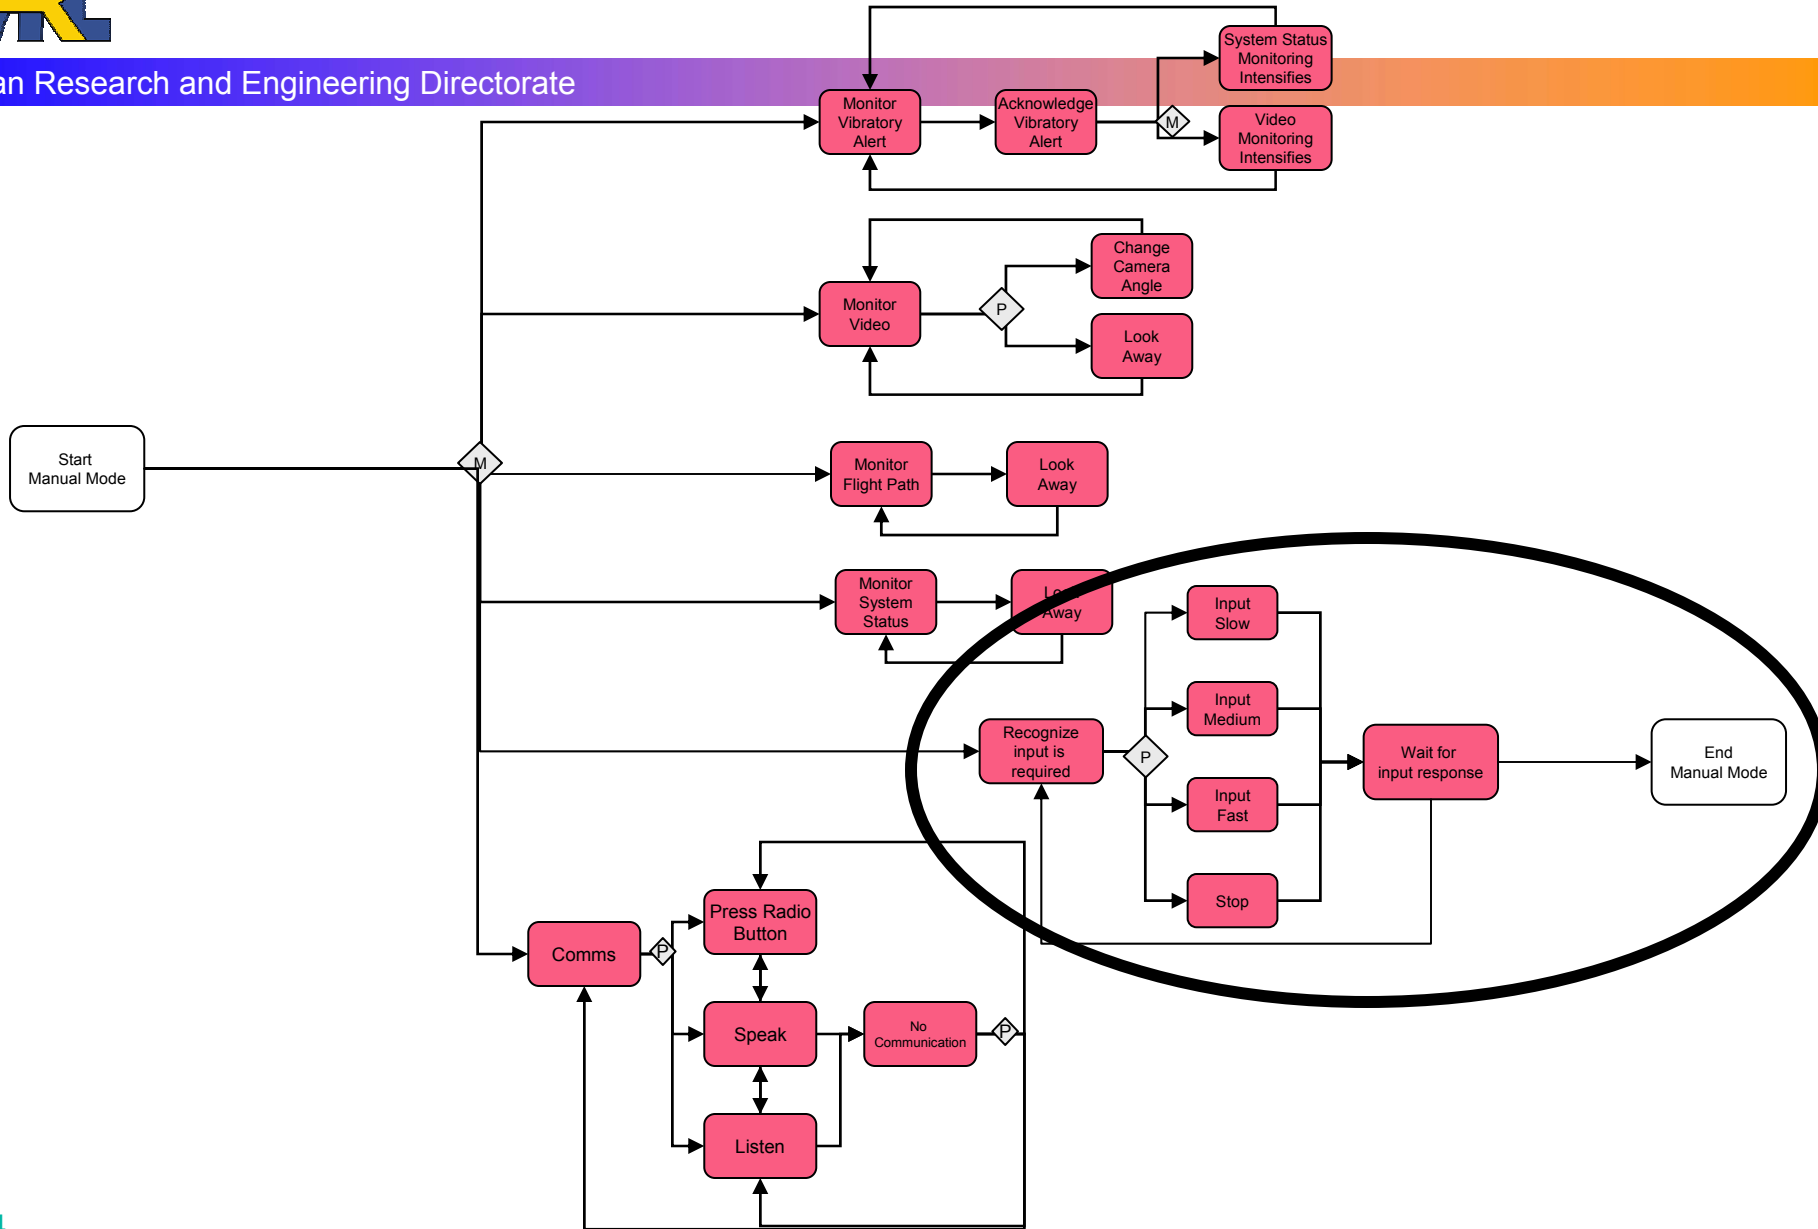 an Research and Engineering Directorate
System Status
Monitoring
Intensifies
Monitor
Vibratory
Alert
Acknowledge
Vibratory
Alert
M
Video
Monitoring
Intensifies
Change
Camera
Angle
Monitor
Video
P
Look
Away
Start
Manual Mode
M
Monitor
Flight Path
Look
Away
Monitor
System
Status
Look
Away
Input
Slow
Input
Medium
Recognize
input is
required
P
Wait for
input response
End
Manual Mode
Input
Fast
Stop
Press Radio
Button
Comms
P
Speak
No
Communication
P
Listen